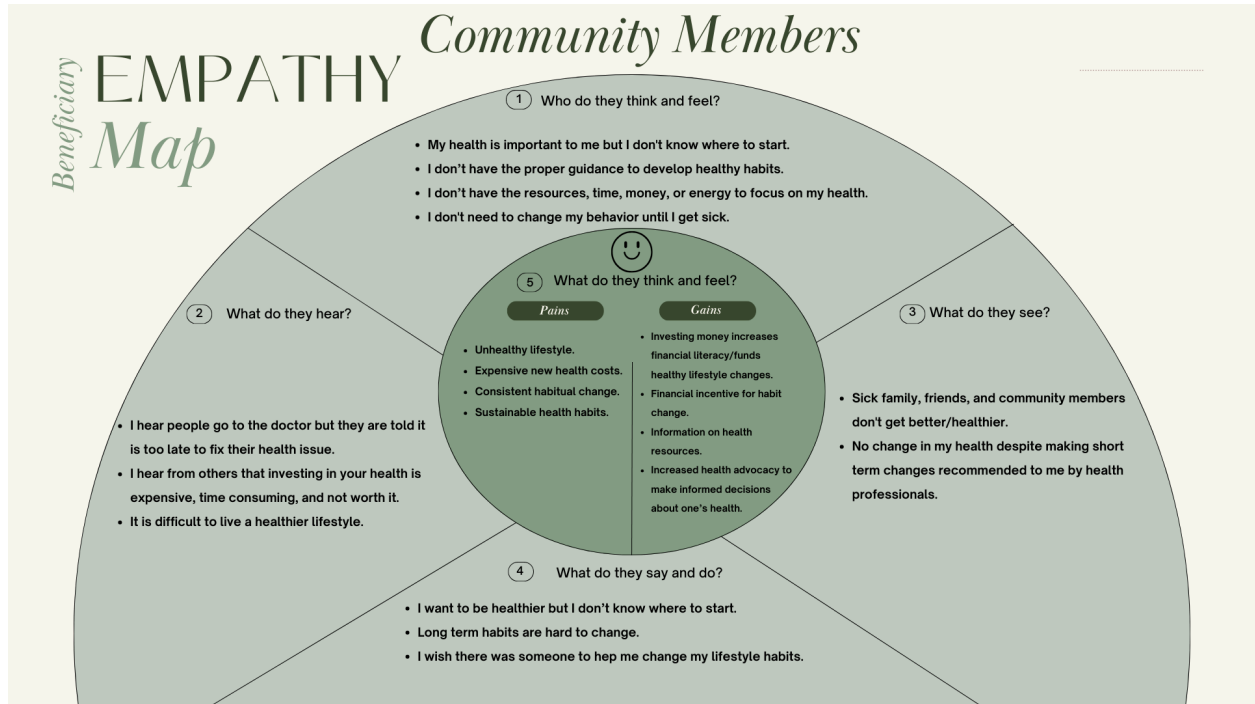 Community Members
Beneficiary
EMPATHY
Map
1 Who do they think and feel?
• My health is important to me but I don't know where to start.
• I don’t have the proper guidance to develop healthy habits.
• I don’t have the resources, time, money, or energy to focus on my health.
• I don't need to change my behavior until I get sick.
2 What do they hear?
• I hear people go to the doctor but they are told it
is too late to fix their health issue.
• I hear from others that investing in your health is
expensive, time consuming, and not worth it.
• It is difficult to live a healthier lifestyle.
3 What do they see?
• Sick family, friends, and community members
don't get better/healthier.
• No change in my health despite making short
term changes recommended to me by health
professionals.
4 What do they say and do?
• I want to be healthier but I don’t know where to start.
• Long term habits are hard to change.
• I wish there was someone to hep me change my lifestyle habits.
5 What do they think and feel?
Pains
• Unhealthy lifestyle.
• Expensive new health costs.
• Consistent habitual change.
• Sustainable health habits.
Gains
• Investing money increases
financial literacy/funds
healthy lifestyle changes.
• Financial incentive for habit
change.
• Information on health
resources.
• Increased health advocacy to
make informed decisions
about one’s health.